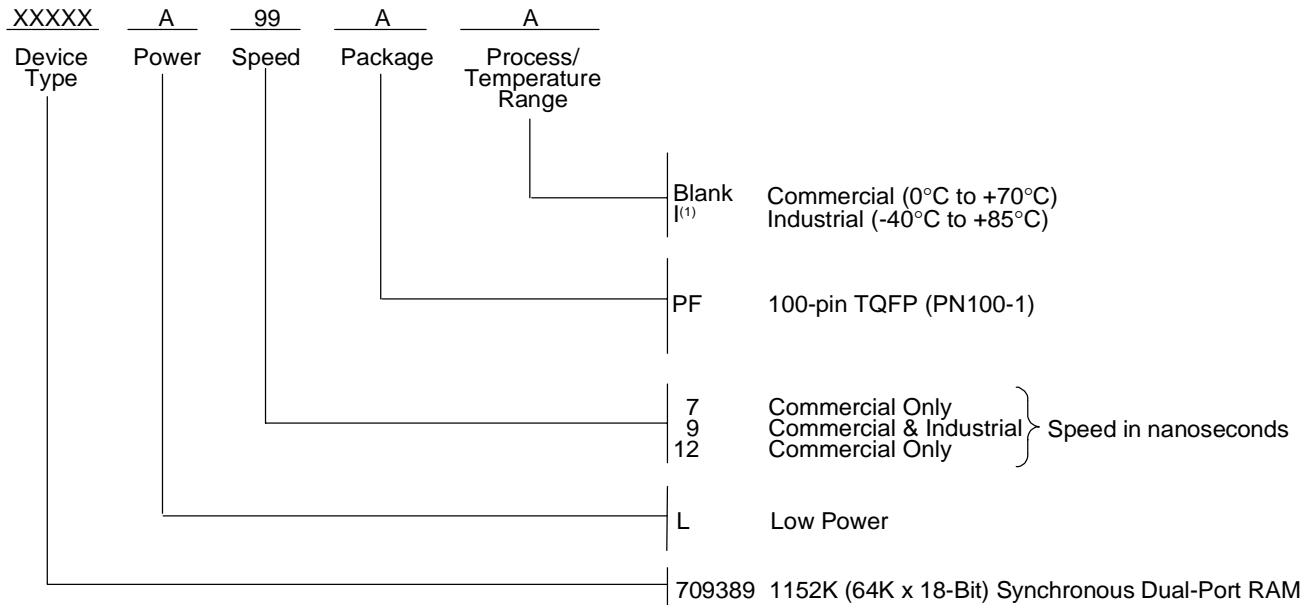 XXXXX A 99 A A
Device Type Power Speed Package Process/ Temperature Range
Blank Commercial (0°C to +70°C)
I(1) Industrial (-40°C to +85°C)
PF 100-pin TQFP (PN100-1)
7 Commercial Only
9 Commercial & Industrial Speed in nanoseconds
12 Commercial Only
L Low Power
709389 1152K (64K x 18-Bit) Synchronous Dual-Port RAM